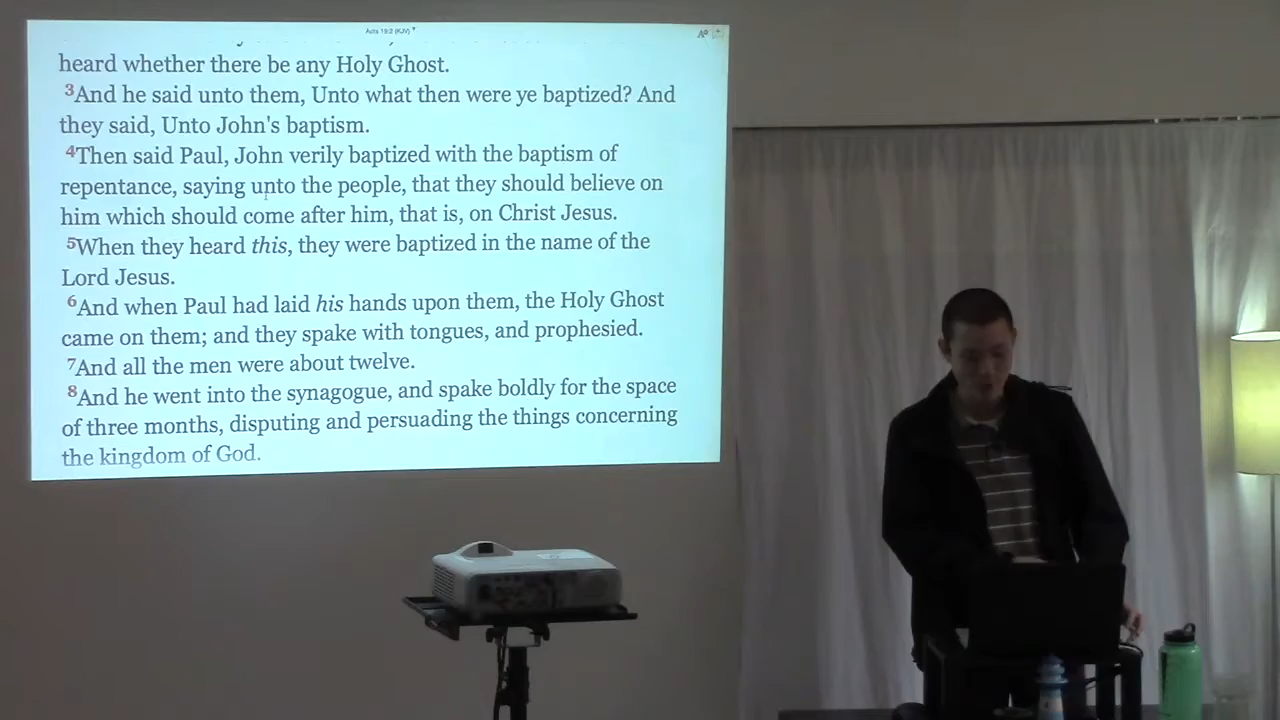 Acts 19:2 (KJV)
heard whether there be any Holy Ghost.
3And he said unto them, Unto what then were ye baptized? And
they said, Unto John's baptism.
4Then said Paul, John verily baptized with the baptism of
repentance, saying unto the people, that they should believe on
him which should come after him, that is, on Christ Jesus.
5When they heard this, they were baptized in the name of the
Lord Jesus.
6And when Paul had laid his hands upon them, the Holy Ghost
came on them; and they spake with tongues, and prophesied.
7And all the men were about twelve.
8And he went into the synagogue, and spake boldly for the space
of three months, disputing and persuading the things concerning
the kingdom of God.